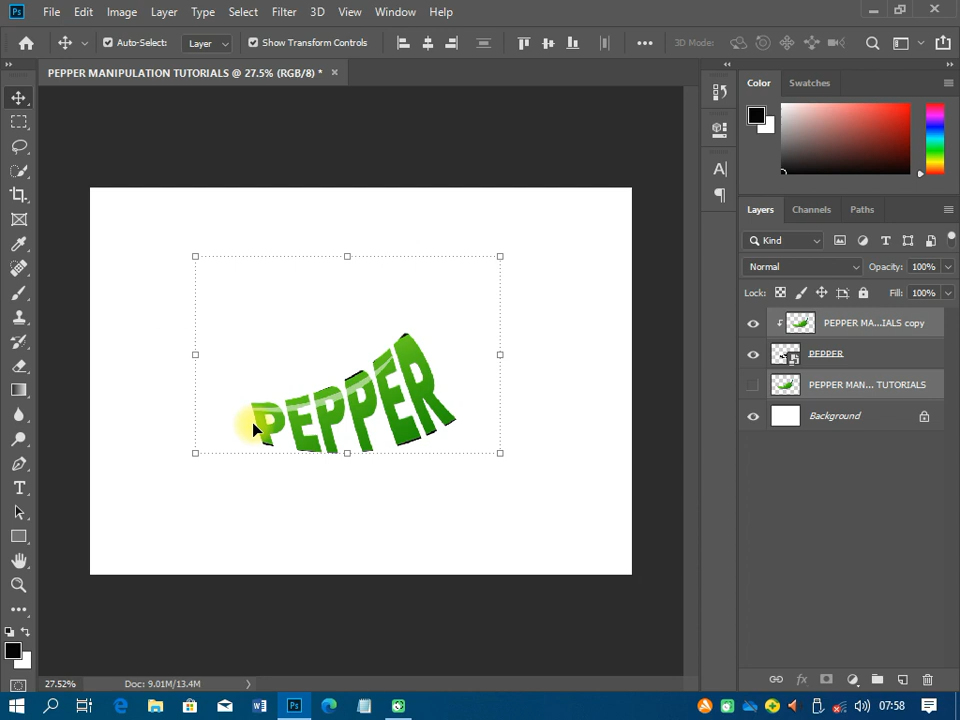 Ps File Edit Image Layer Type Select Filter 3D View Window Help
Auto-Select: Layer Show Transform Controls 3D Mode:
PEPPER MANIPULATION TUTORIALS @ 27.5% (RGB/8) *
Color Swatches
Layers Channels Paths
Kind
Normal Opacity: 100%
Lock: Fill: 100%
PEPPER MA...IALS copy
PEPPER
PEPPER MAN... TUTORIALS
Background
PEPPER
27.52% Doc: 9.01M/13.4M
Ps 07:58